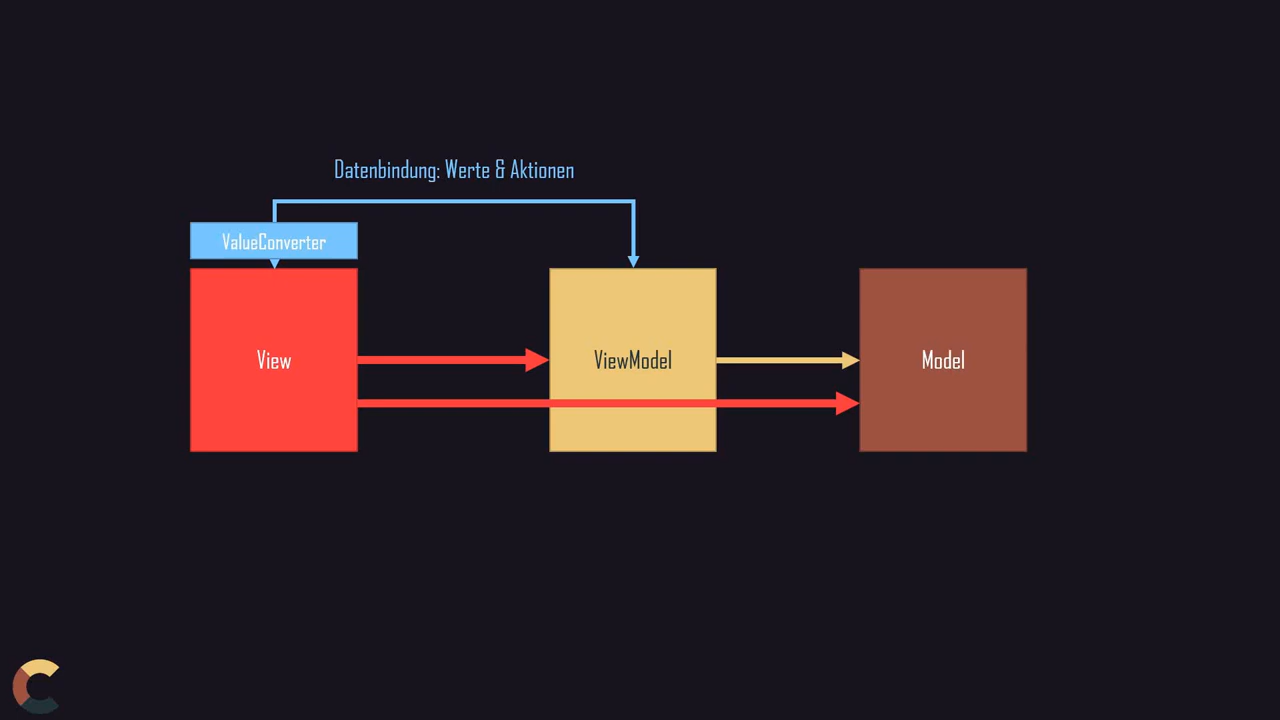 Datenbindung: Werte & Aktionen
ValueConverter
View
ViewModel
Model